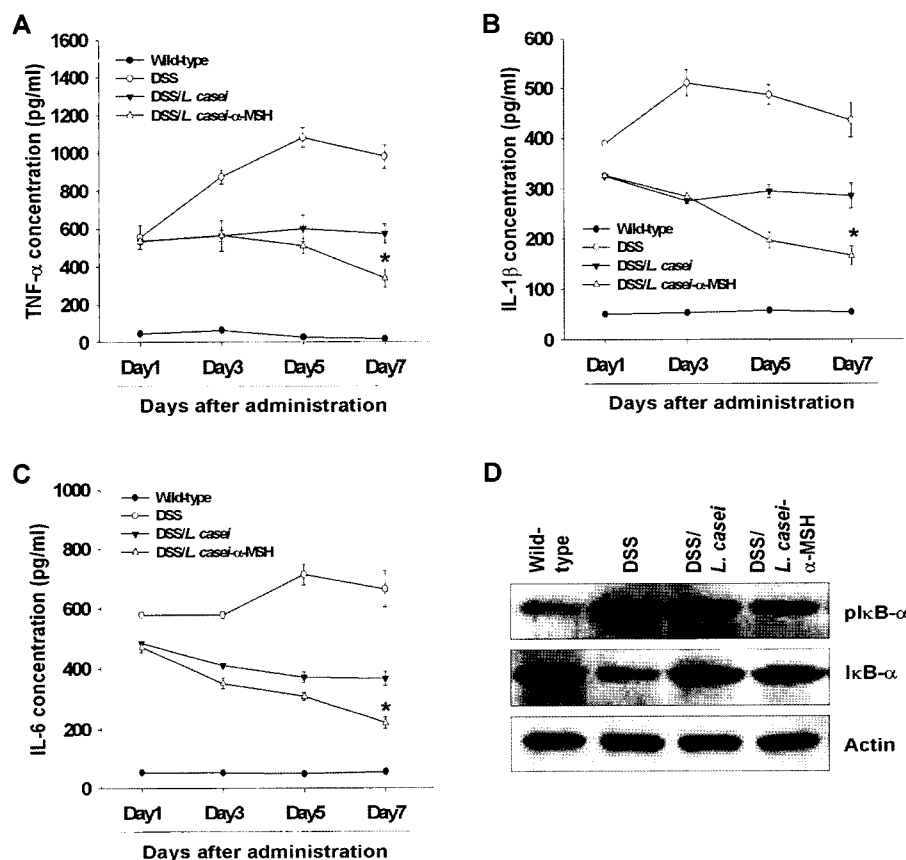 A
1600
1400
1200
1000
800
600
400
200
0
TNF-α concentration (pg/ml)
Wild-type
DSS
DSS/L. casei
DSS/L. casei-α-MSH
*
Day1 Day3 Day5 Day7
Days after administration
B
600
500
400
300
200
100
0
IL-1β concentration (pg/ml)
Wild-type
DSS
DSS/L. casei
DSS/L. casei-α-MSH
*
Day1 Day3 Day5 Day7
Days after administration
C
1000
800
600
400
200
0
IL-6 concentration (pg/ml)
Wild-type
DSS
DSS/L. casei
DSS/L. casei-α-MSH
*
Day1 Day3 Day5 Day7
Days after administration
D
Wild-
type
DSS
DSS/
L. casei
DSS/
L. casei-
α-MSH
pIκB-α
IκB-α
Actin